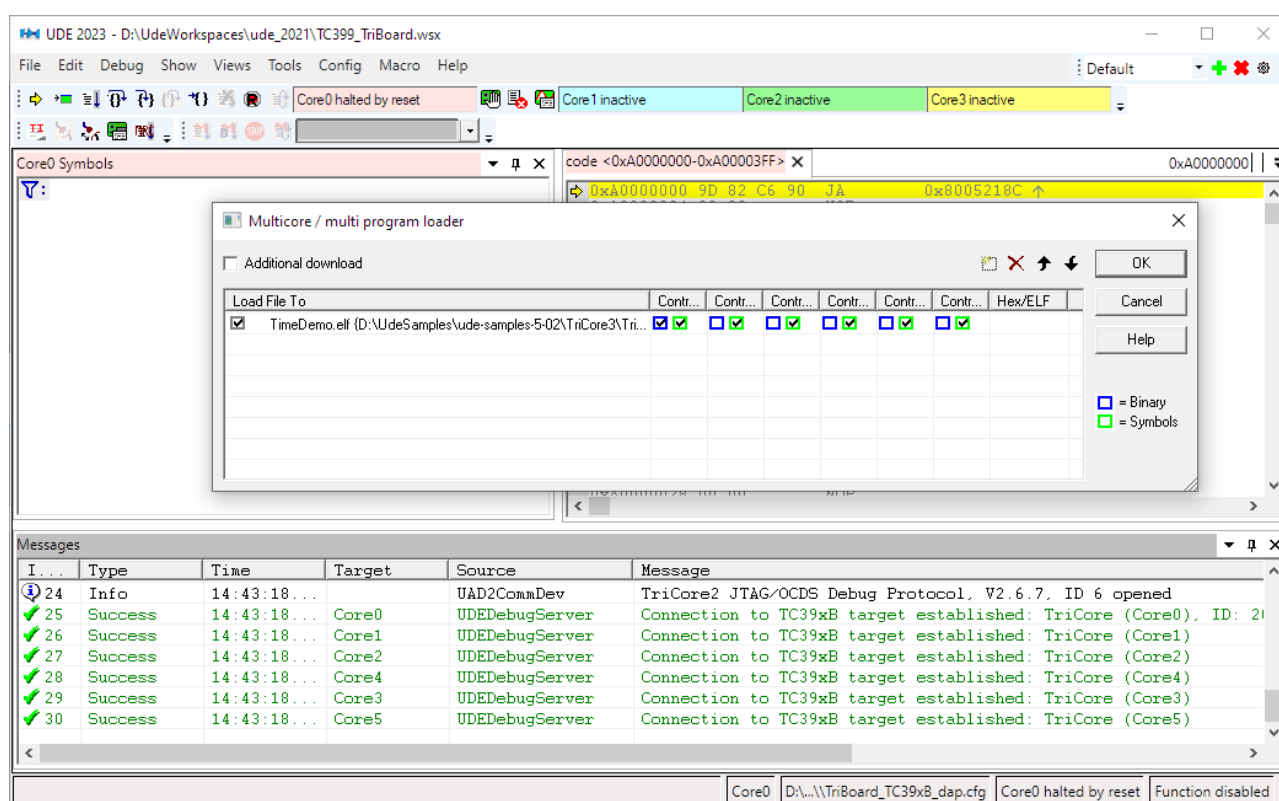 UDE 2023 - D:\UdeWorkspaces\ude_2021\TC399_TriBoard.wsx
File Edit Debug Show Views Tools Config Macro Help
Default
Core0 halted by reset Core1 inactive Core2 inactive Core3 inactive
Core0 Symbols
code <0xA0000000-0xA00003FF> 0xA0000000
0xA0000000 9D 82 C6 90 JA 0x8005218C ↑
Multicore / multi program loader
Additional download
OK
Load File To Contr... Contr... Contr... Contr... Contr... Contr... Hex/ELF
Cancel
TimeDemo.elf {D:\UdeSamples\ude-samples-5-02\TriCore3\Tri...
Help
= Binary
= Symbols
Messages
I... Type Time Target Source Message
24 Info 14:43:18... UAD2CommDev TriCore2 JTAG/OCDS Debug Protocol, V2.6.7, ID 6 opened
25 Success 14:43:18... Core0 UDEDebugServer Connection to TC39xB target established: TriCore (Core0), ID:
26 Success 14:43:18... Core1 UDEDebugServer Connection to TC39xB target established: TriCore (Core1)
27 Success 14:43:18... Core2 UDEDebugServer Connection to TC39xB target established: TriCore (Core2)
28 Success 14:43:18... Core4 UDEDebugServer Connection to TC39xB target established: TriCore (Core4)
29 Success 14:43:18... Core3 UDEDebugServer Connection to TC39xB target established: TriCore (Core3)
30 Success 14:43:18... Core5 UDEDebugServer Connection to TC39xB target established: TriCore (Core5)
Core0 D:\...\\TriBoard_TC39xB_dap.cfg Core0 halted by reset Function disabled